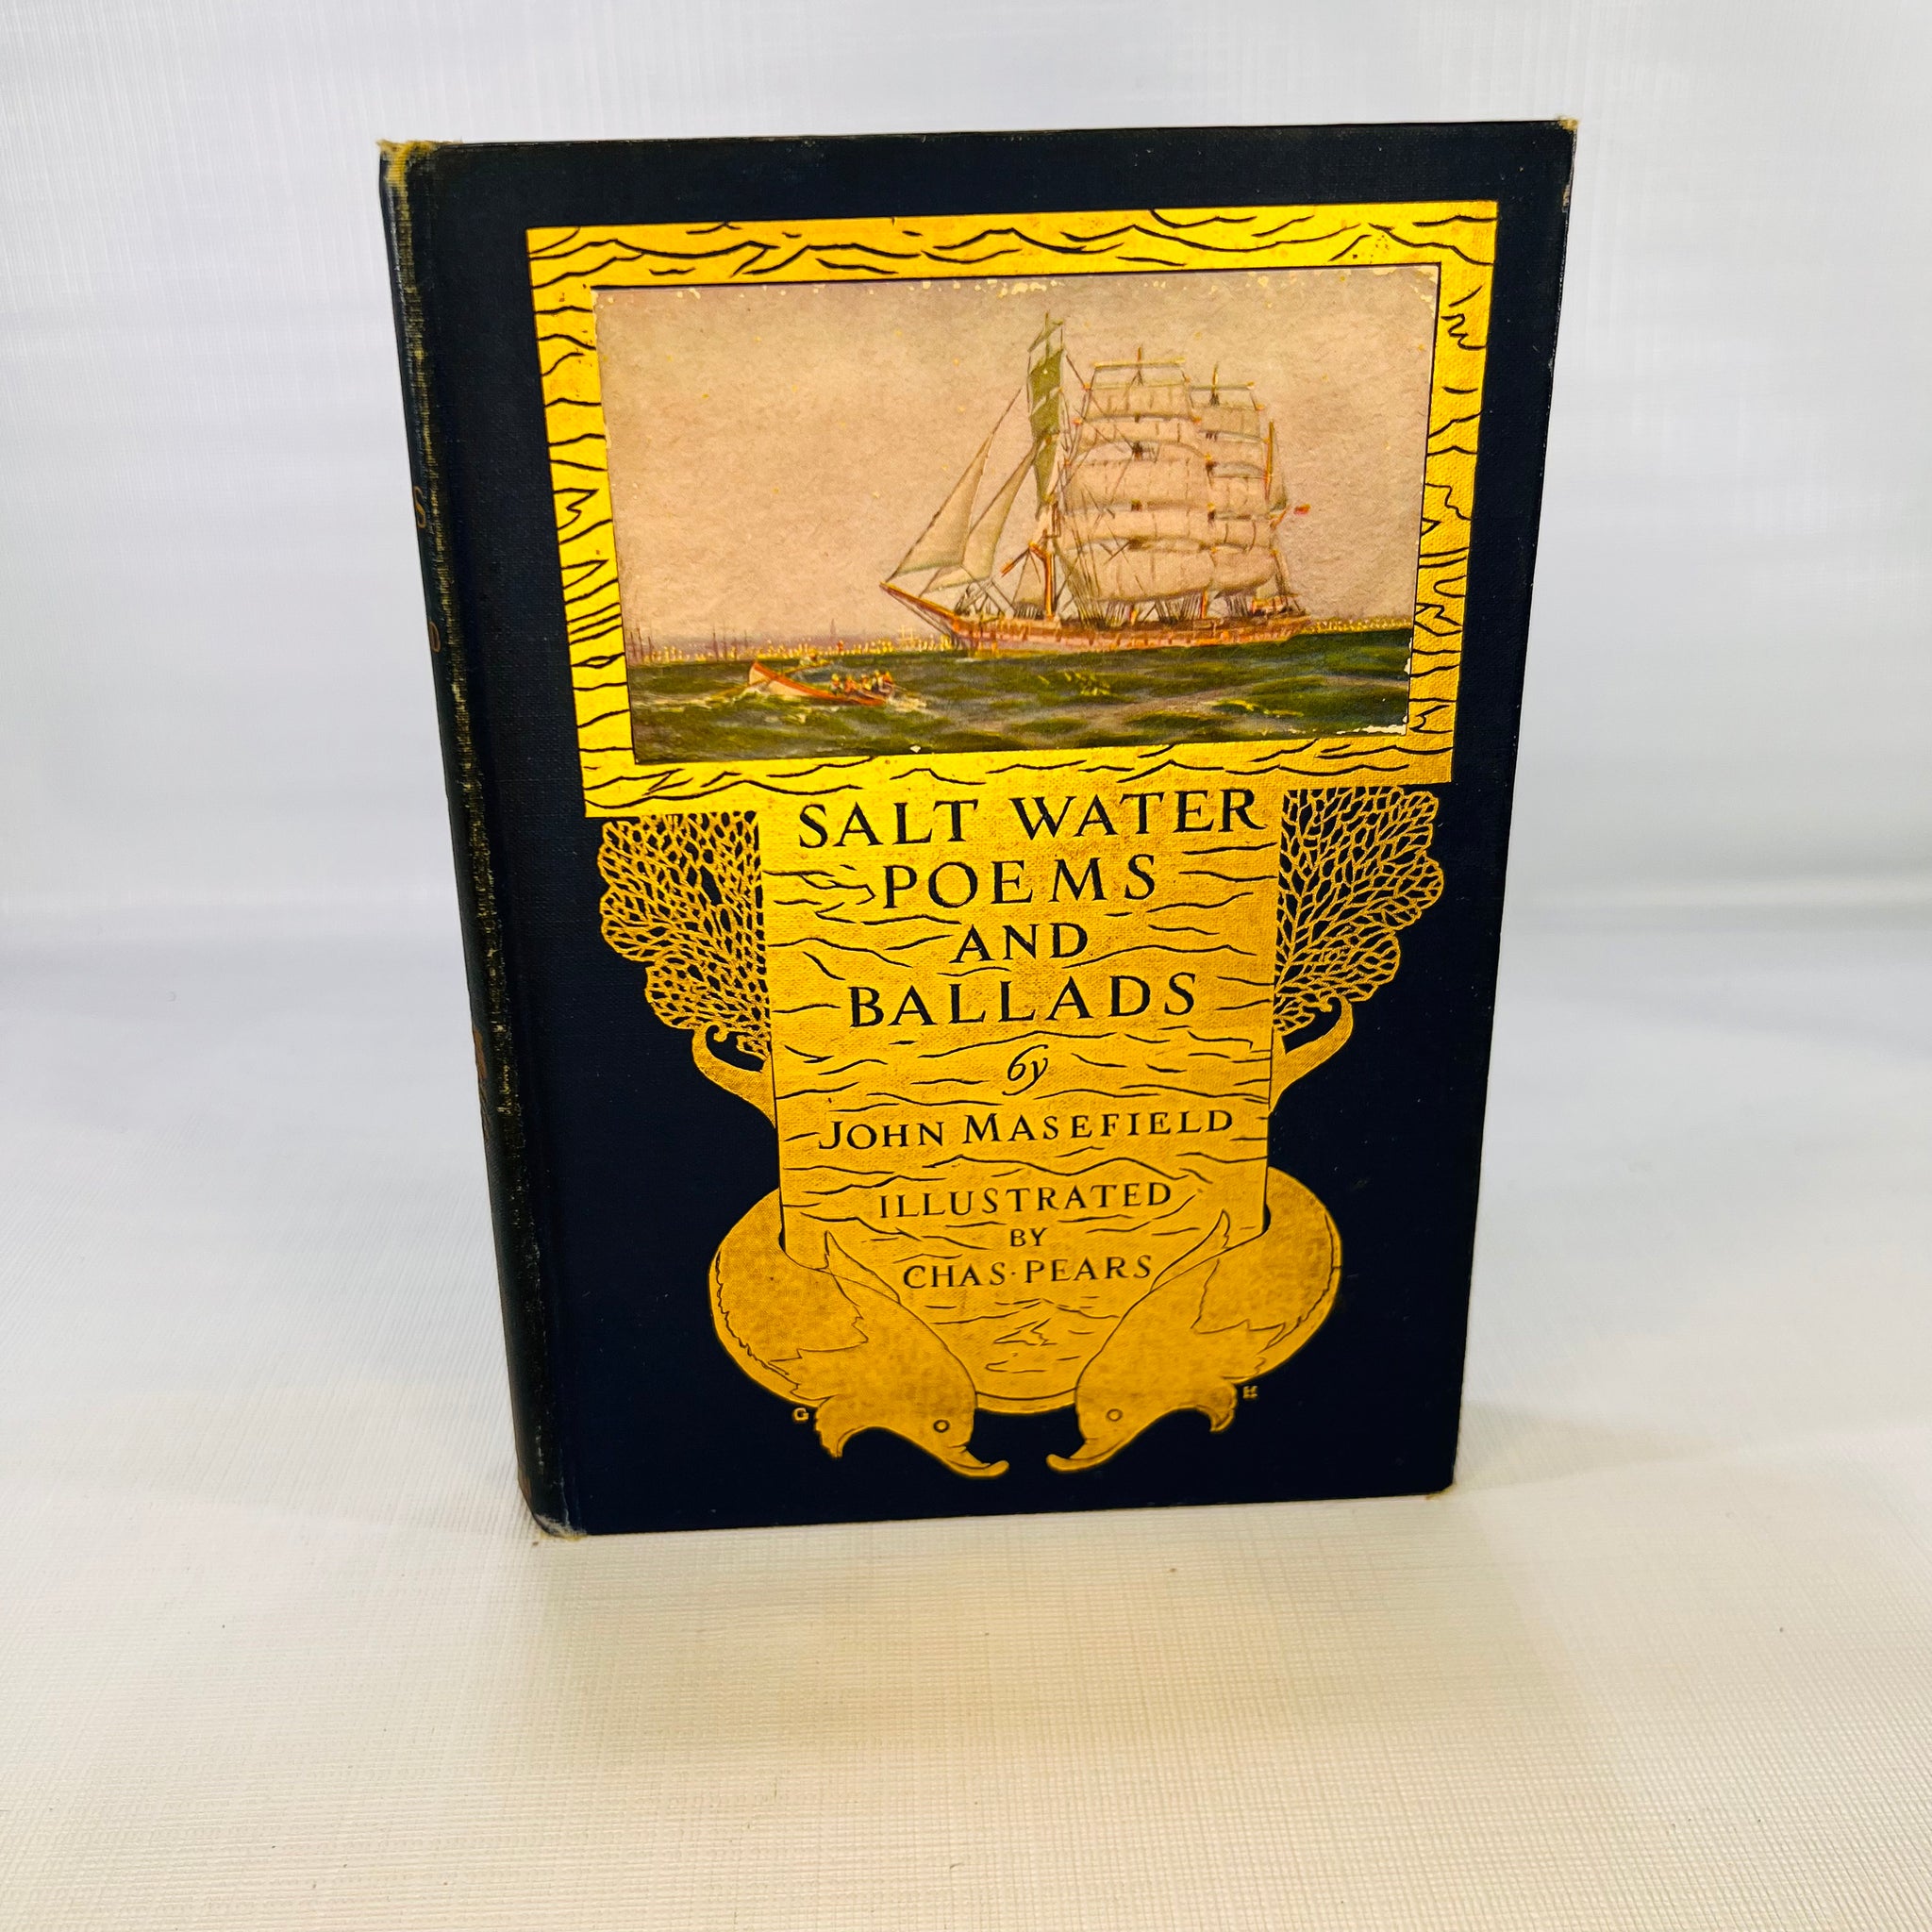 SALT WATER
POEMS
AND
BALLADS
by
JOHN MASEFIELD
ILLUSTRATED
BY
CHAS·PEARS
G H